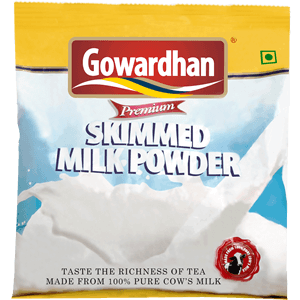 Gowardhan
®
Premium
SKIMMED
MILK POWDER
TASTE THE RICHNESS OF TEA
MADE FROM 100% PURE COW'S MILK